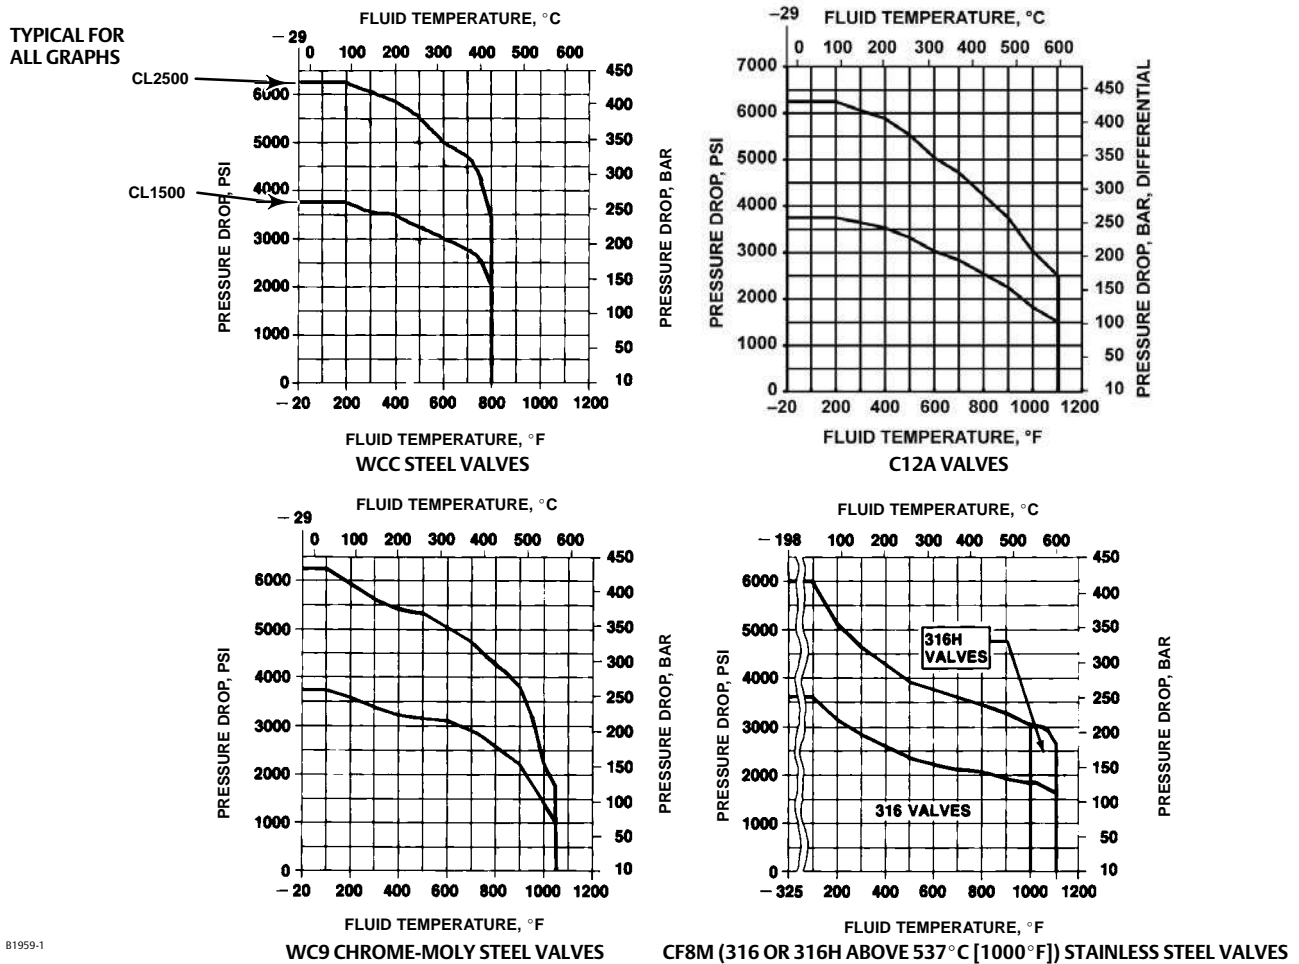 TYPICAL FOR
ALL GRAPHS
CL2500
CL1500
FLUID TEMPERATURE, °C
−29
0 100 200 300 400 500 600
PRESSURE DROP, PSI
6000
5000
4000
3000
2000
1000
0
450
400
350
300
250
200
150
100
50
10
PRESSURE DROP, BAR
−20 200 400 600 800 1000 1200
FLUID TEMPERATURE, °F
WCC STEEL VALVES
FLUID TEMPERATURE, °C
−29
0 100 200 300 400 500 600
PRESSURE DROP, PSI
7000
6000
5000
4000
3000
2000
1000
0
450
400
350
300
250
200
150
100
50
10
PRESSURE DROP, BAR, DIFFERENTIAL
−20 200 400 600 800 1000 1200
FLUID TEMPERATURE, °F
C12A VALVES
FLUID TEMPERATURE, °C
−29
0 100 200 300 400 500 600
PRESSURE DROP, PSI
6000
5000
4000
3000
2000
1000
0
450
400
350
300
250
200
150
100
50
10
PRESSURE DROP, BAR
−20 200 400 600 800 1000 1200
FLUID TEMPERATURE, °F
WC9 CHROME-MOLY STEEL VALVES
FLUID TEMPERATURE, °C
−198 100 200 300 400 500 600
PRESSURE DROP, PSI
6000
5000
4000
3000
2000
1000
0
316H
VALVES
316 VALVES
450
400
350
300
250
200
150
100
50
10
PRESSURE DROP, BAR
−325 200 400 600 800 1000 1200
FLUID TEMPERATURE, °F
CF8M (316 OR 316H ABOVE 537°C [1000°F]) STAINLESS STEEL VALVES
B1959-1